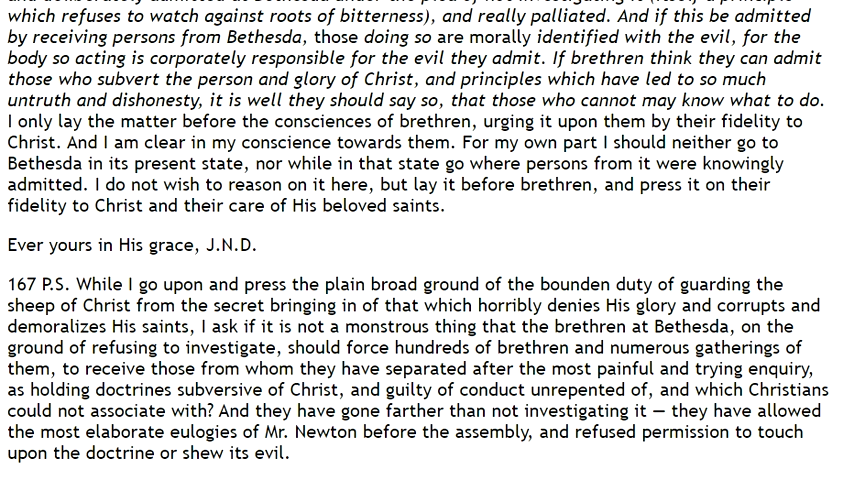 which refuses to watch against roots of bitterness), and really palliated. And if this be admitted
by receiving persons from Bethesda, those doing so are morally identified with the evil, for the
body so acting is corporately responsible for the evil they admit. If brethren think they can admit
those who subvert the person and glory of Christ, and principles which have led to so much
untruth and dishonesty, it is well they should say so, that those who cannot may know what to do.
I only lay the matter before the consciences of brethren, urging it upon them by their fidelity to
Christ. And I am clear in my conscience towards them. For my own part I should neither go to
Bethesda in its present state, nor while in that state go where persons from it were knowingly
admitted. I do not wish to reason on it here, but lay it before brethren, and press it on their
fidelity to Christ and their care of His beloved saints.
Ever yours in His grace, J.N.D.
167 P.S. While I go upon and press the plain broad ground of the bounden duty of guarding the
sheep of Christ from the secret bringing in of that which horribly denies His glory and corrupts and
demoralizes His saints, I ask if it is not a monstrous thing that the brethren at Bethesda, on the
ground of refusing to investigate, should force hundreds of brethren and numerous gatherings of
them, to receive those from whom they have separated after the most painful and trying enquiry,
as holding doctrines subversive of Christ, and guilty of conduct unrepented of, and which Christians
could not associate with? And they have gone farther than not investigating it — they have allowed
the most elaborate eulogies of Mr. Newton before the assembly, and refused permission to touch
upon the doctrine or shew its evil.